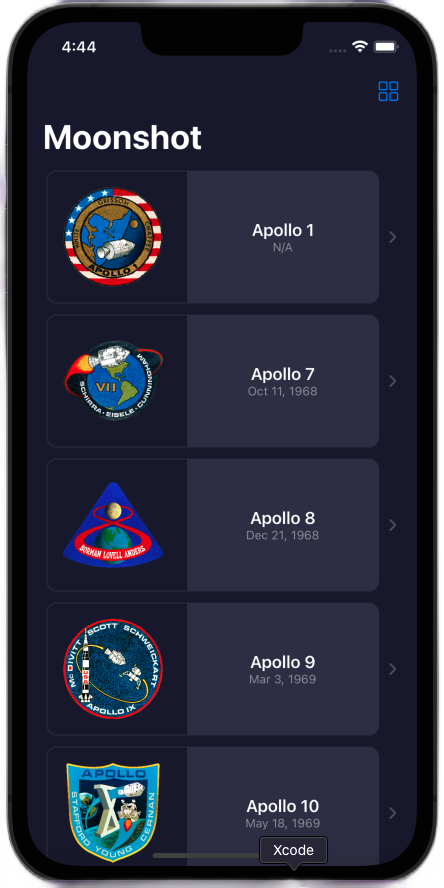 4:44
Moonshot
GRISSOM
WHITE
CHAFFEE
APOLLO 1
Apollo 1
N/A
VII
SCHIRRA · EISELE · CUNNINGHAM
Apollo 7
Oct 11, 1968
BORMAN LOVELL ANDERS
Apollo 8
Dec 21, 1968
McDIVITT SCOTT SCHWEICKART
APOLLO IX
Apollo 9
Mar 3, 1969
APOLLO
STAFFORD YOUNG CERNAN
Apollo 10
May 18, 1969
Xcode